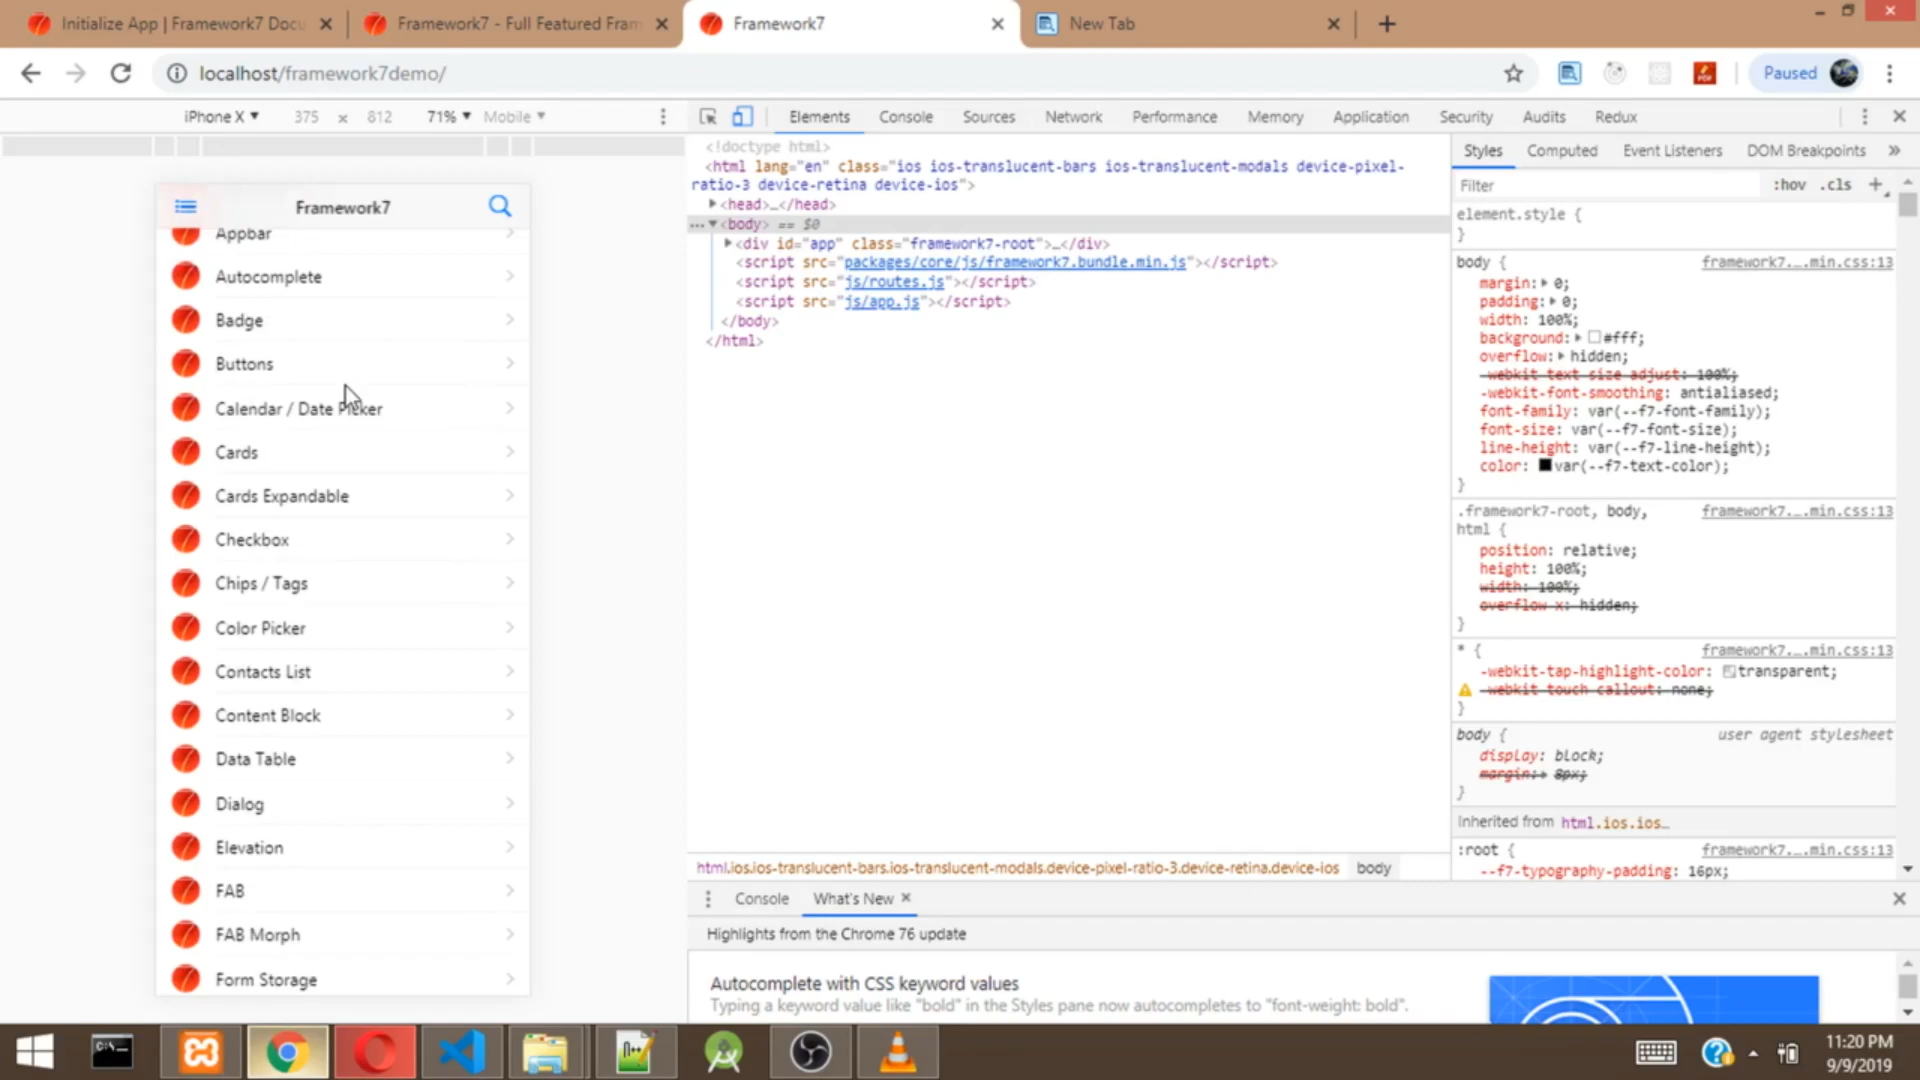 Initialize App | Framework7 Docu
Framework7 - Full Featured Fram
Framework7
New Tab
localhost/framework7demo/
Paused
iPhone X ▼ 375 x 812 71% ▼ Mobile ▼
Elements Console Sources Network Performance Memory Application Security Audits Redux
Framework7
Appbar
Autocomplete
Badge
Buttons
Calendar / Date Picker
Cards
Cards Expandable
Checkbox
Chips / Tags
Color Picker
Contacts List
Content Block
Data Table
Dialog
Elevation
FAB
FAB Morph
Form Storage
<!doctype html>
<html lang="en" class="ios ios-translucent-bars ios-translucent-modals device-pixel-
ratio-3 device-retina device-ios">
<head>…</head>
<body> == $0
<div id="app" class="framework7-root">…</div>
<script src="packages/core/js/framework7.bundle.min.js"></script>
<script src="js/routes.js"></script>
<script src="js/app.js"></script>
</body>
</html>
html.ios.ios-translucent-bars.ios-translucent-modals.device-pixel-ratio-3.device-retina.device-ios body
Styles Computed Event Listeners DOM Breakpoints »
Filter :hov .cls +
element.style {
}
body { framework7.….min.css:13
margin: 0;
padding: 0;
width: 100%;
background: #fff;
overflow: hidden;
-webkit-text-size-adjust: 100%;
-webkit-font-smoothing: antialiased;
font-family: var(--f7-font-family);
font-size: var(--f7-font-size);
line-height: var(--f7-line-height);
color: var(--f7-text-color);
}
.framework7-root, body, framework7.….min.css:13
html {
position: relative;
height: 100%;
width: 100%;
overflow-x: hidden;
}
* { framework7.….min.css:13
-webkit-tap-highlight-color: transparent;
-webkit-touch-callout: none;
}
body { user agent stylesheet
display: block;
margin: 8px;
}
Inherited from html.ios.ios…
:root { framework7.….min.css:13
--f7-typography-padding: 16px;
Console What's New ×
Highlights from the Chrome 76 update
Autocomplete with CSS keyword values
Typing a keyword value like "bold" in the Styles pane now autocompletes to "font-weight: bold".
11:20 PM
9/9/2019